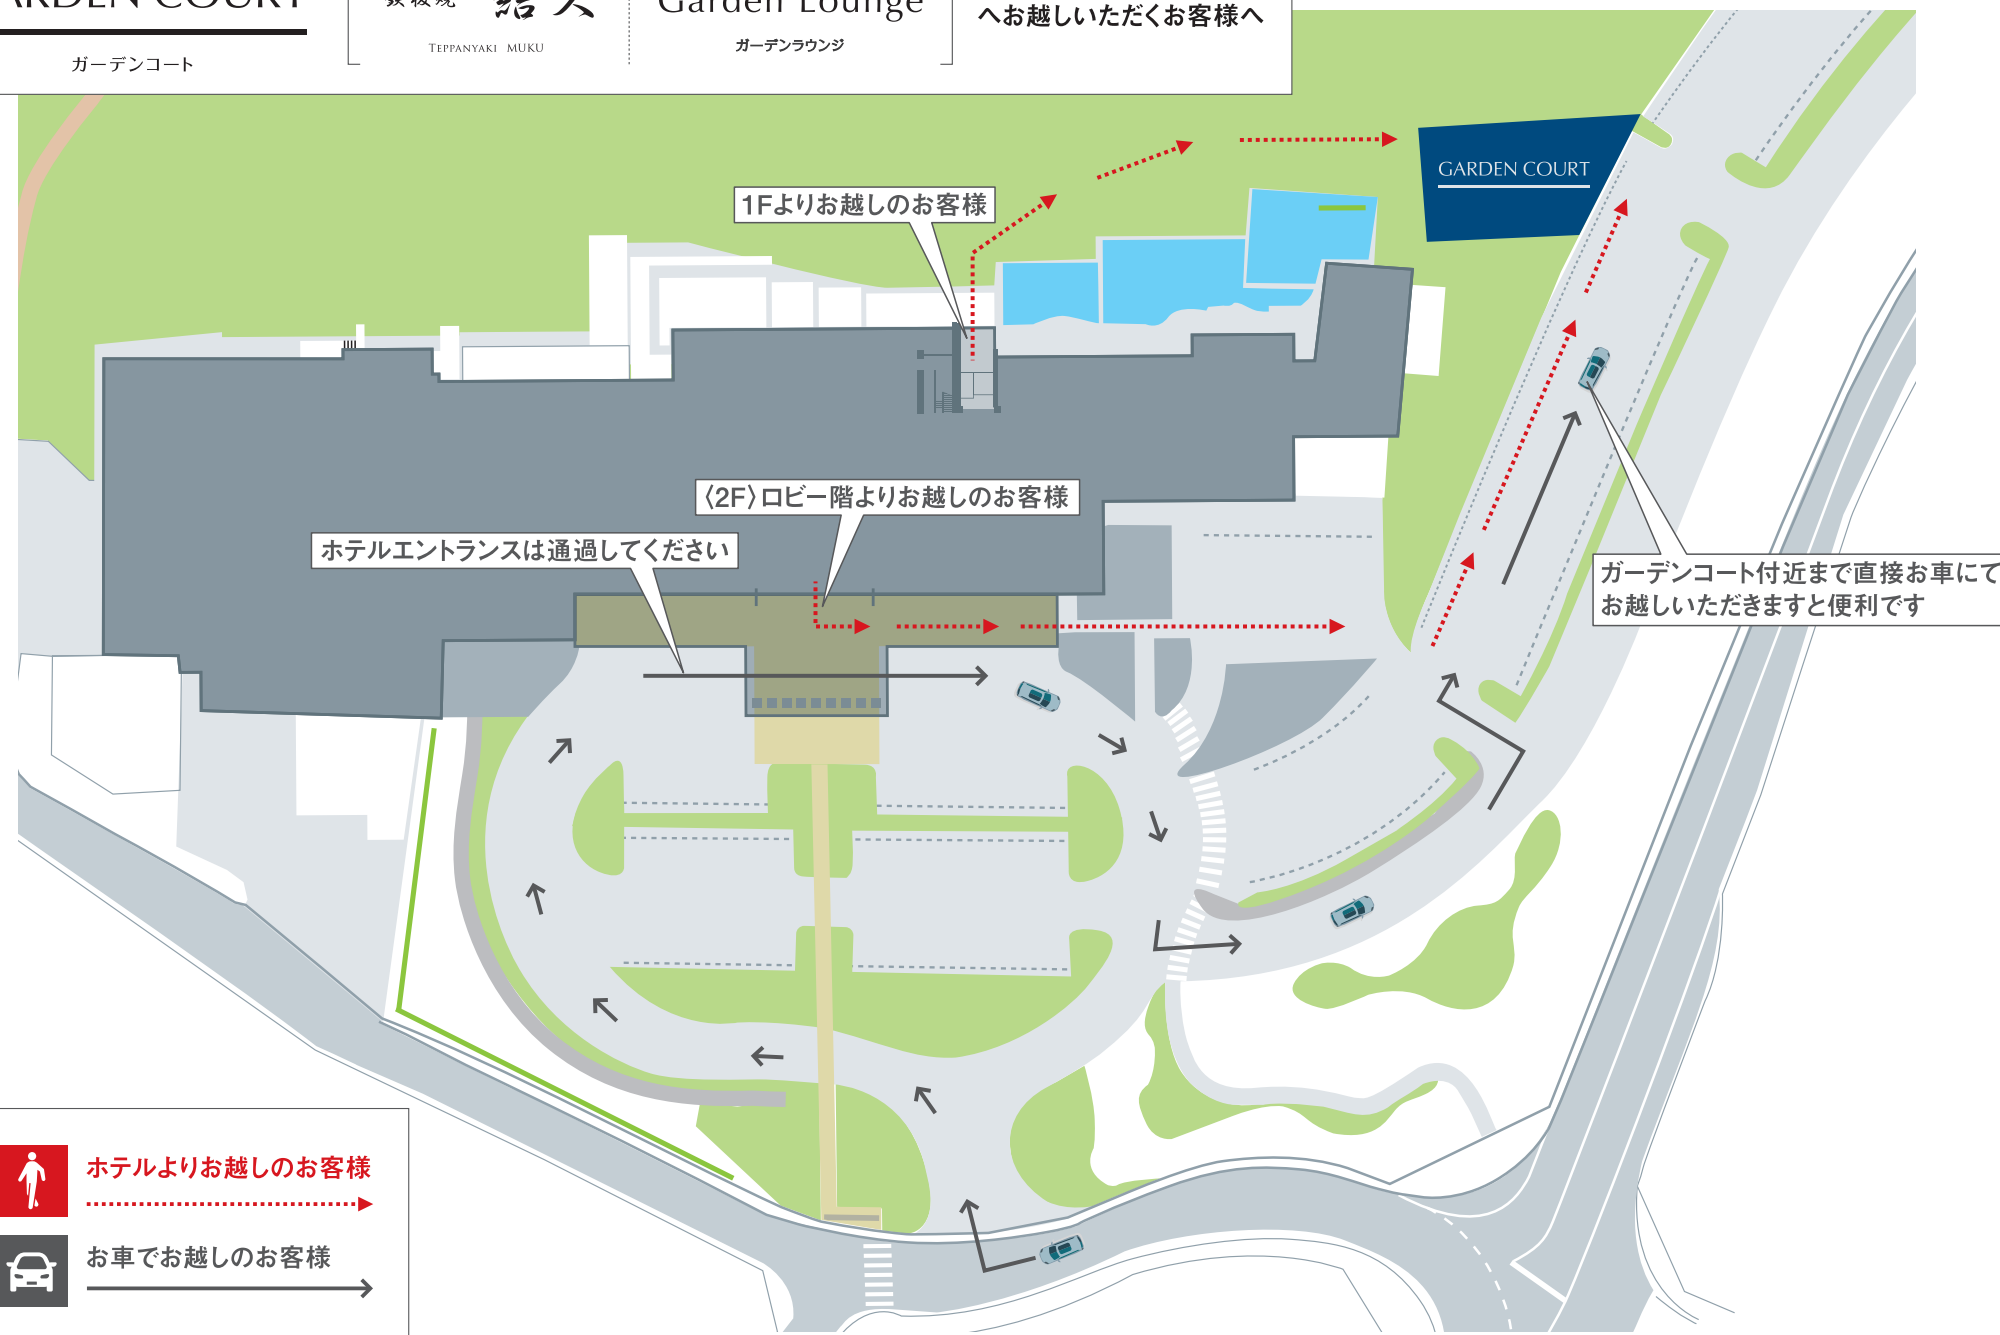 ガーデンコート
TEPPANYAKI MUKU
Garden Lounge
ガーデンラウンジ
へお越しいただくお客様へ
GARDEN COURT
1Fよりお越しのお客様
〈2F〉ロビー階よりお越しのお客様
ホテルエントランスは通過してください
ガーデンコート付近まで直接お車にて
お越しいただきますと便利です
ホテルよりお越しのお客様
お車でお越しのお客様